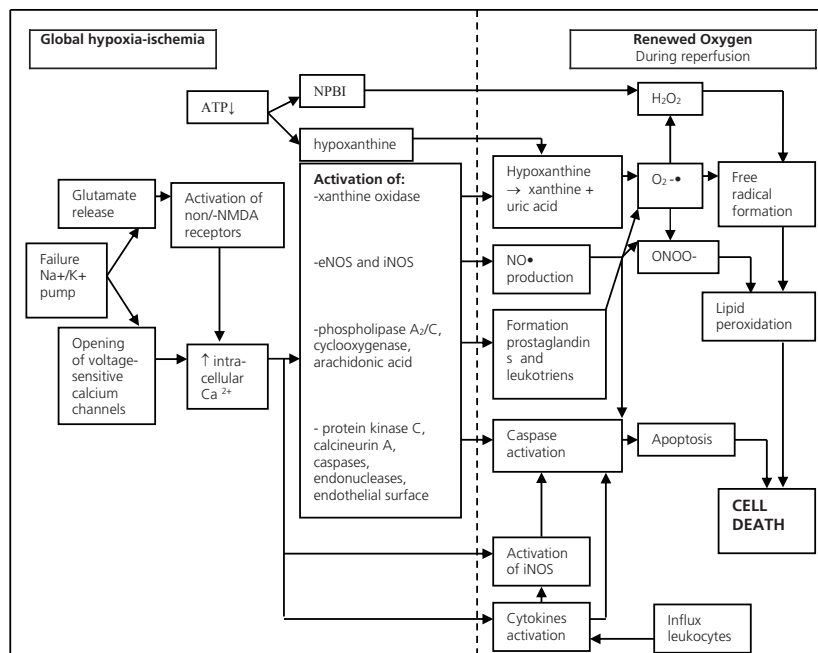 Global hypoxia-ischemia
Renewed Oxygen
During reperfusion
ATP↓
NPBI
H₂O₂
hypoxanthine
Glutamate
release
Activation of
non/-NMDA
receptors
Activation of:
-xanthine oxidase
Hypoxanthine
→ xanthine +
uric acid
O₂ -•
Free
radical
formation
Failure
Na+/K+
pump
-eNOS and iNOS
NO•
production
ONOO-
Opening
of voltage-
sensitive
calcium
channels
↑ intra-
cellular
Ca ²⁺
-phospholipase A₂/C,
cyclooxygenase,
arachidonic acid
Formation
prostaglandin
s and
leukotriens
Lipid
peroxidation
- protein kinase C,
calcineurin A,
caspases,
endonucleases,
endothelial surface
Caspase
activation
Apoptosis
CELL
DEATH
Activation
of iNOS
Cytokines
activation
Influx
leukocytes